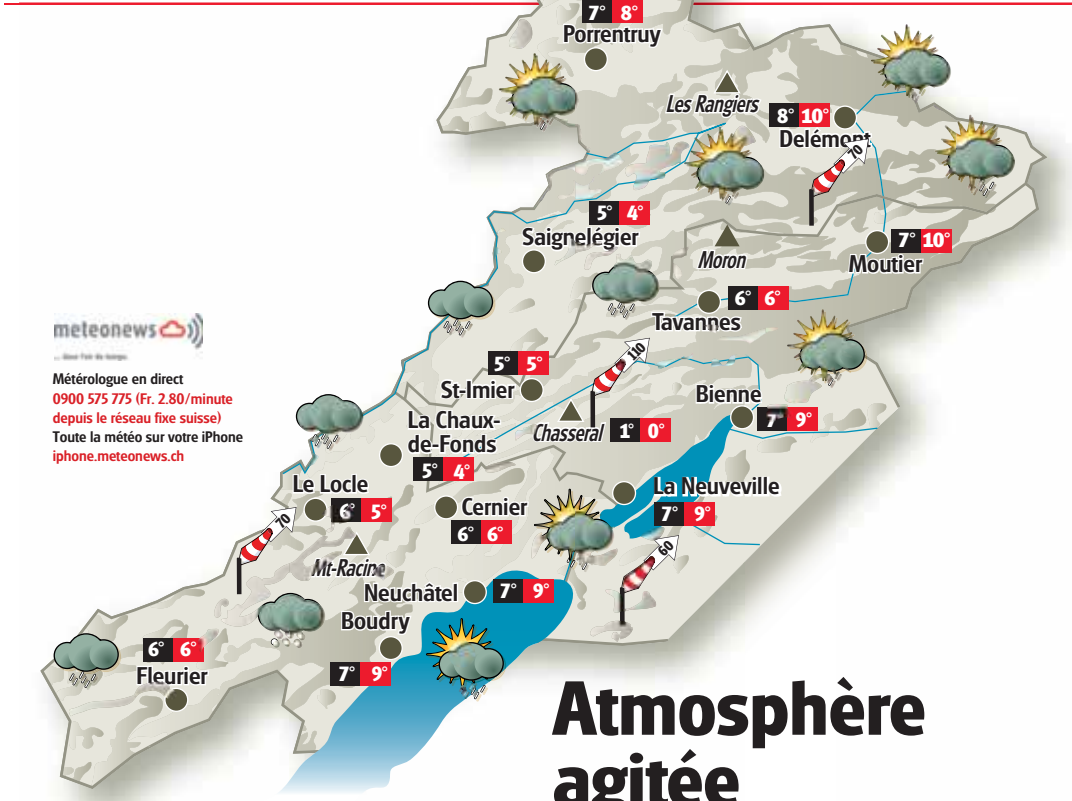 7° 8°
Porrentruy
Les Rangiers
8° 10°
Delémont
70
5° 4°
Saignelégier
Moron
7° 10°
Moutier
6° 6°
Tavannes
meteonews
Métérologue en direct
0900 575 775 (Fr. 2.80/minute
depuis le réseau fixe suisse)
Toute la météo sur votre iPhone
iphone.meteonews.ch
5° 5°
St-Imier
110
Chasseral 1° 0°
Bienne
7° 9°
La Chaux-
de-Fonds
5° 4°
Le Locle
6° 5°
70
Mt-Racine
Cernier
6° 6°
La Neuveville
7° 9°
60
Neuchâtel 7° 9°
Boudry
7° 9°
6° 6°
Fleurier
Atmosphère
agitée